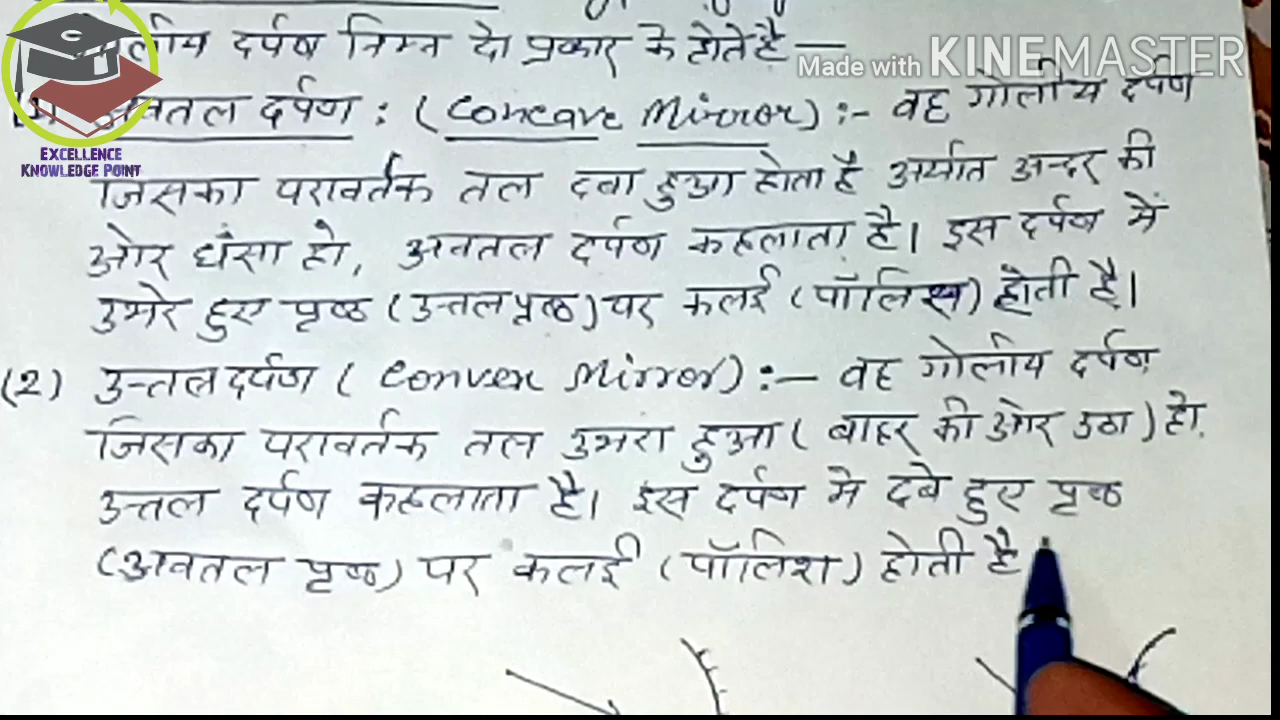 गोलीय दर्पण निम्न दो प्रकार के होते है —
Made with KINEMASTER
अवतल दर्पण : (Concave Mirror) :- वह गोलीय दर्पण
EXCELLENCE
KNOWLEDGE POINT
जिसका परावर्तक तल दबा हुआ होता है अर्थात अन्दर की
ओर धंसा हो, अवतल दर्पण कहलाता है। इस दर्पण में
उभरे हुए पृष्ठ (उत्तल पृष्ठ) पर कलई (पॉलिश) होती है।
(2) उत्तल दर्पण ( Convex Mirror) :— वह गोलीय दर्पण
जिसका परावर्तक तल उभरा हुआ ( बाहर की ओर उठा ) हो.
उत्तल दर्पण कहलाता है। इस दर्पण मे दबे हुए पृष्ठ
(अवतल पृष्ठ) पर कलई (पॉलिश) होती है